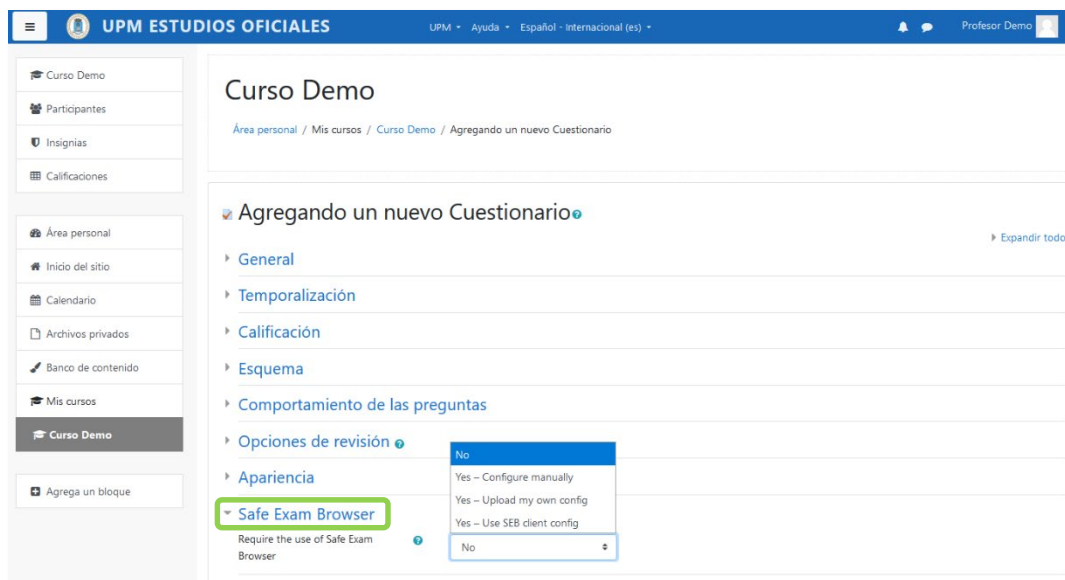 UPM ESTUDIOS OFICIALES
UPM Ayuda Español - Internacional (es)
Profesor Demo
Curso Demo
Participantes
Insignias
Calificaciones
Área personal
Inicio del sitio
Calendario
Archivos privados
Banco de contenido
Mis cursos
Curso Demo
Agrega un bloque
Curso Demo
Área personal / Mis cursos / Curso Demo / Agregando un nuevo Cuestionario
Agregando un nuevo Cuestionario
Expandir todo
General
Temporalización
Calificación
Esquema
Comportamiento de las preguntas
Opciones de revisión
Apariencia
Safe Exam Browser
Require the use of Safe Exam
Browser
No
Yes – Configure manually
Yes – Upload my own config
Yes – Use SEB client config
No